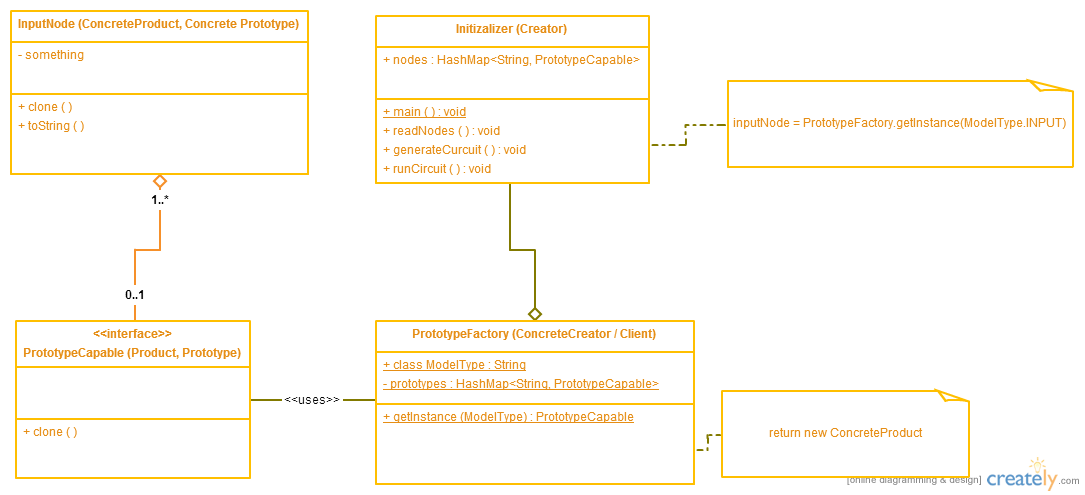 InputNode (ConcreteProduct, Concrete Prototype)
- something
+ clone ( )
+ toString ( )
Initizalizer (Creator)
+ nodes : HashMap<String, PrototypeCapable>
+ main ( ) : void
+ readNodes ( ) : void
+ generateCurcuit ( ) : void
+ runCircuit ( ) : void
inputNode = PrototypeFactory.getInstance(ModelType.INPUT)
1..*
0..1
<<interface>>
PrototypeCapable (Product, Prototype)
+ clone ( )
<<uses>>
PrototypeFactory (ConcreteCreator / Client)
+ class ModelType : String
- prototypes : HashMap<String, PrototypeCapable>
+ getInstance (ModelType) : PrototypeCapable
return new ConcreteProduct
[online diagramming & design] creately.com